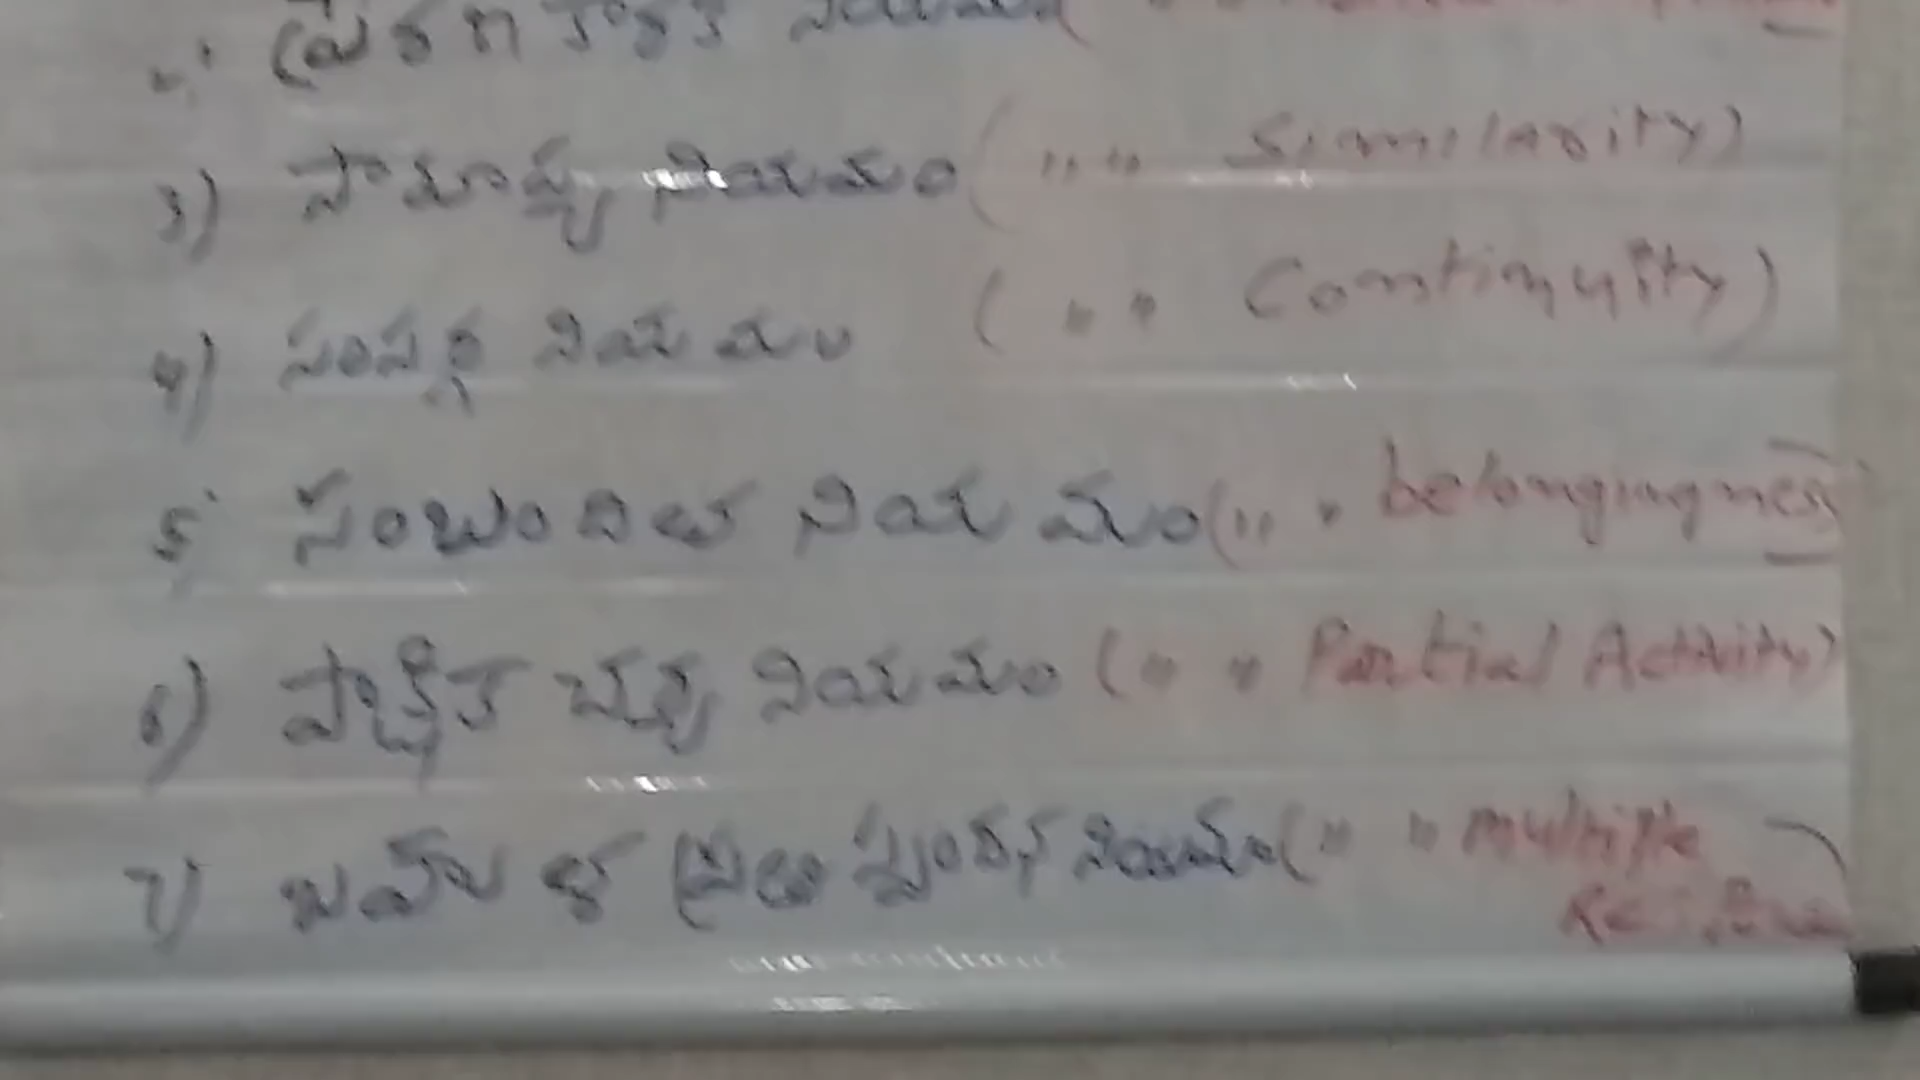 నియమం (
3) సామీప్య నియమం ( " " Similarity)
4) సంసర్గ నియమం ( " " Continuity)
5. సంబంధిత నియమం ( " " belongingness
6) పాక్షిక చర్య నియమం ( " " Partial Activity)
7) బహుళ ప్రతిస్పందన నియమం ( " " multiple